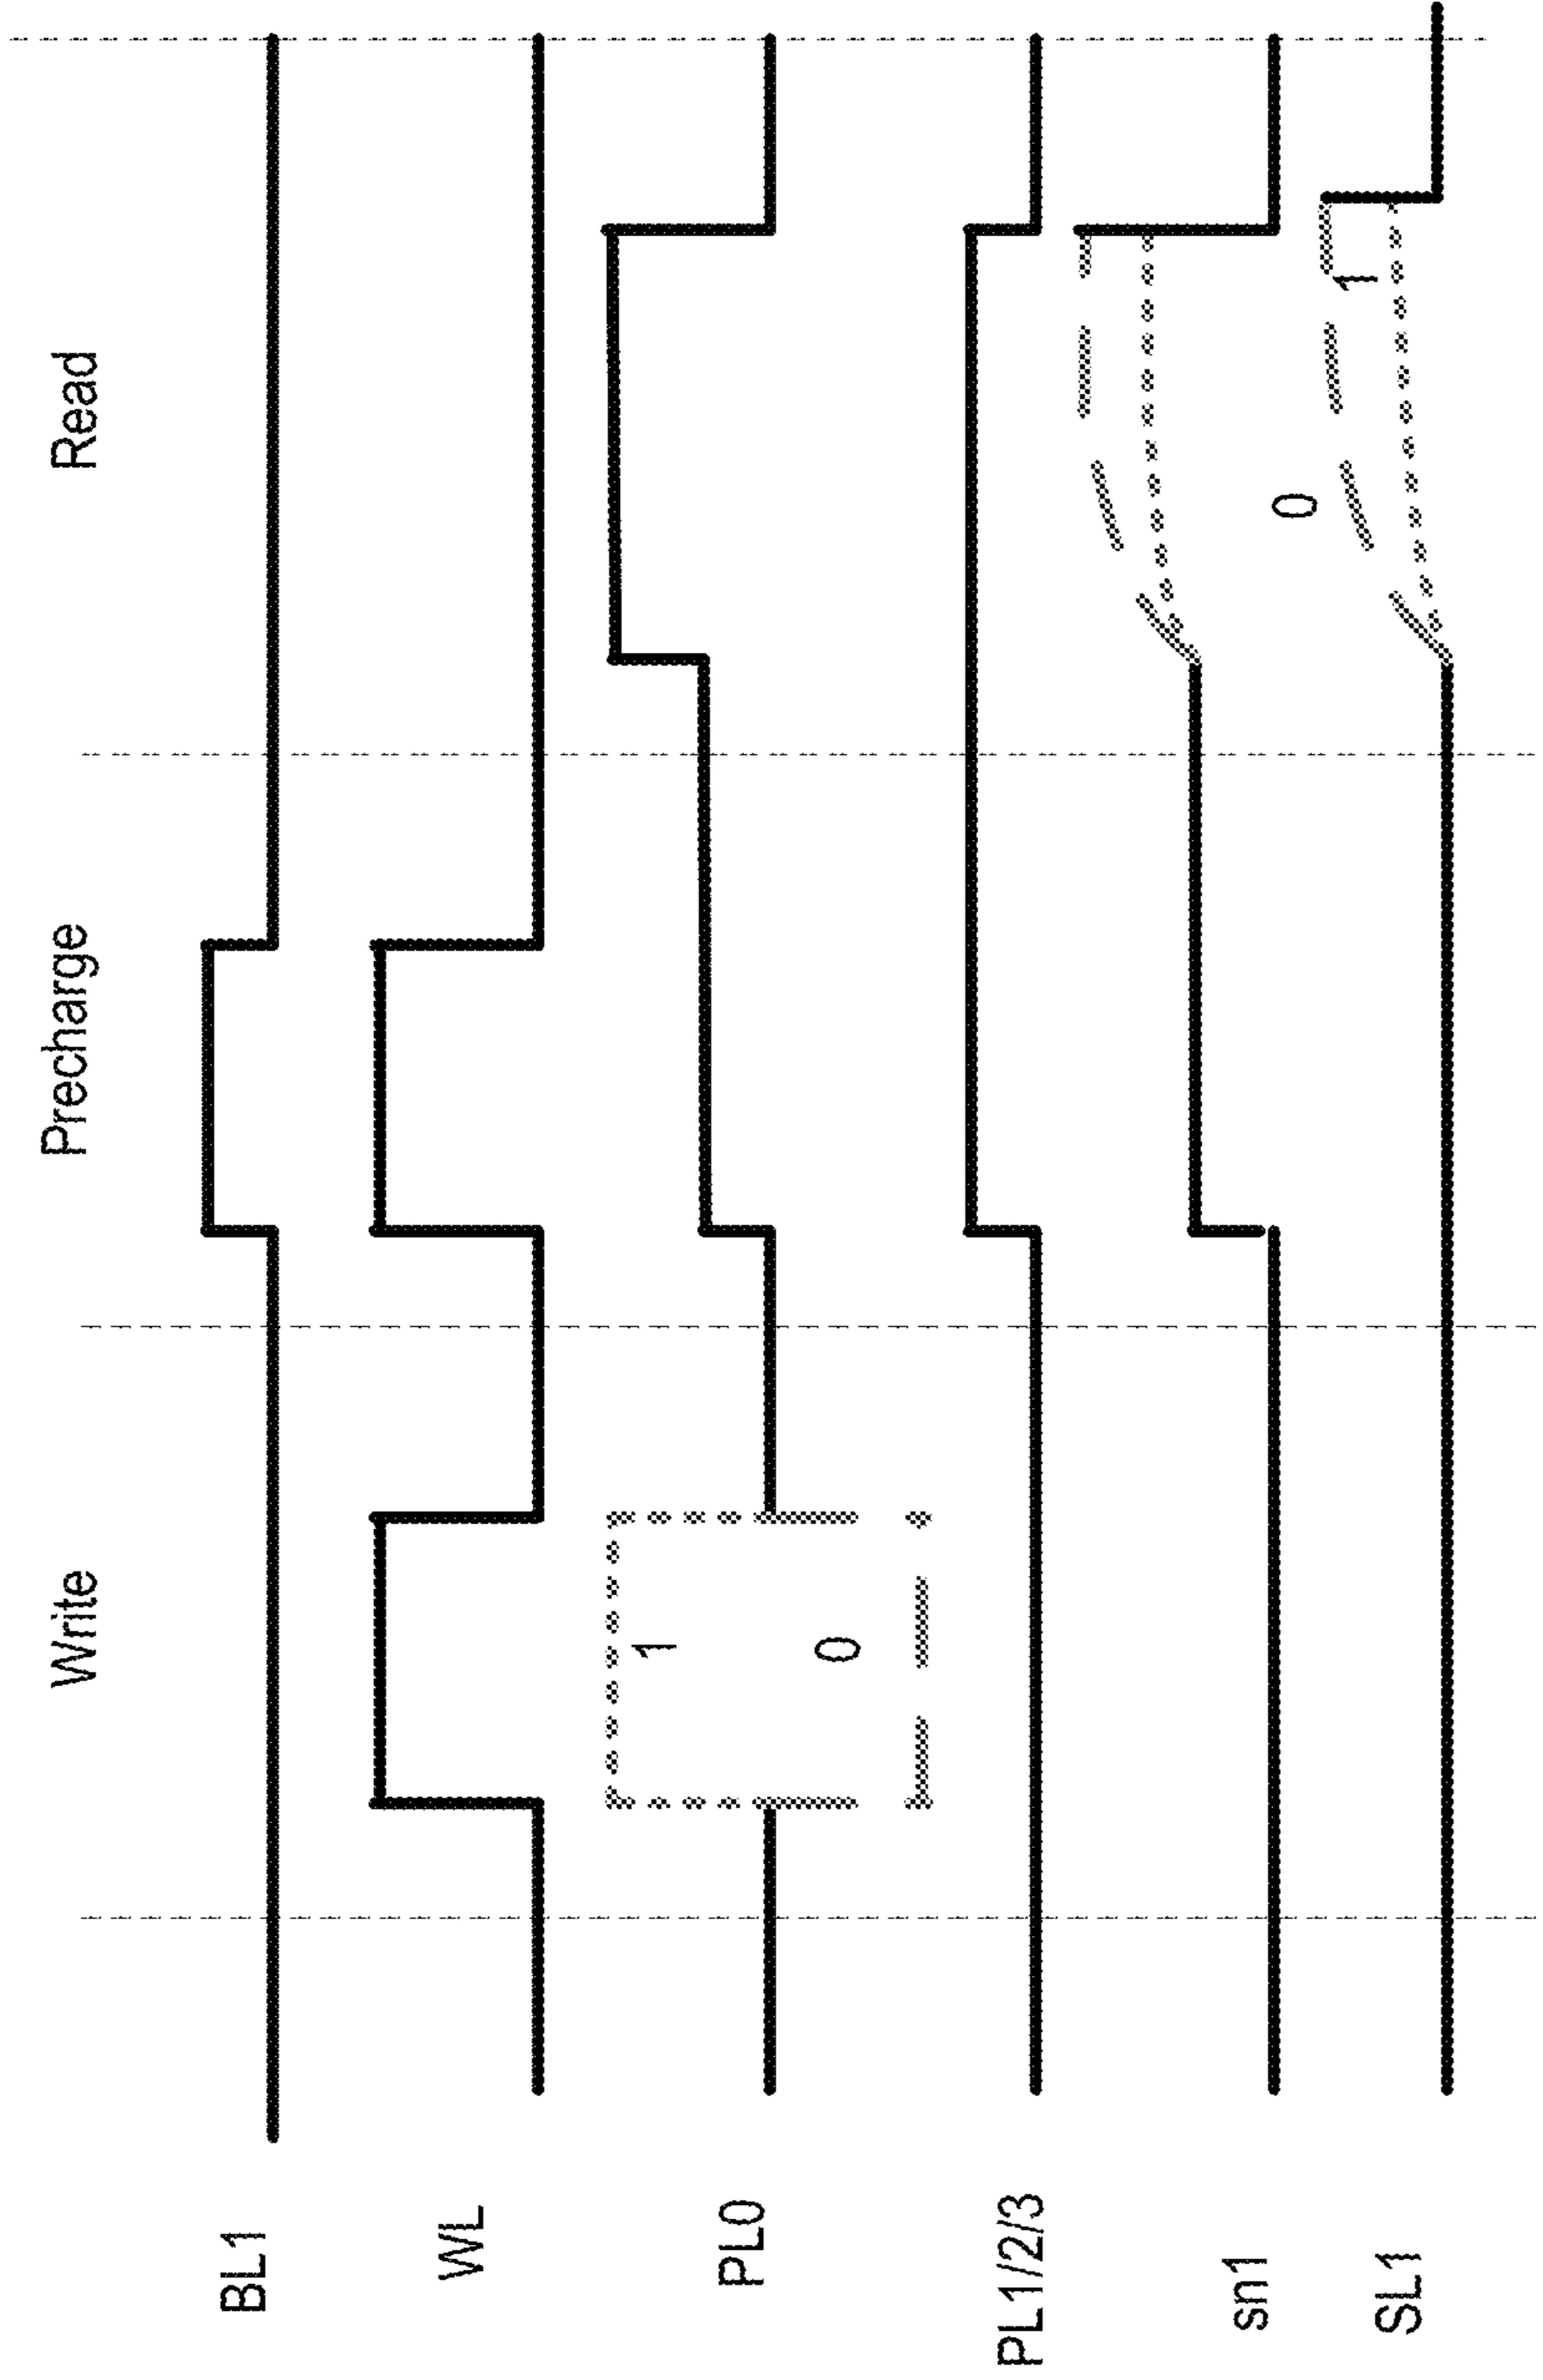 Write
Precharge
Read
BL1
WL
PL0
1
0
PL1/2/3
sn1
0
1
SL1